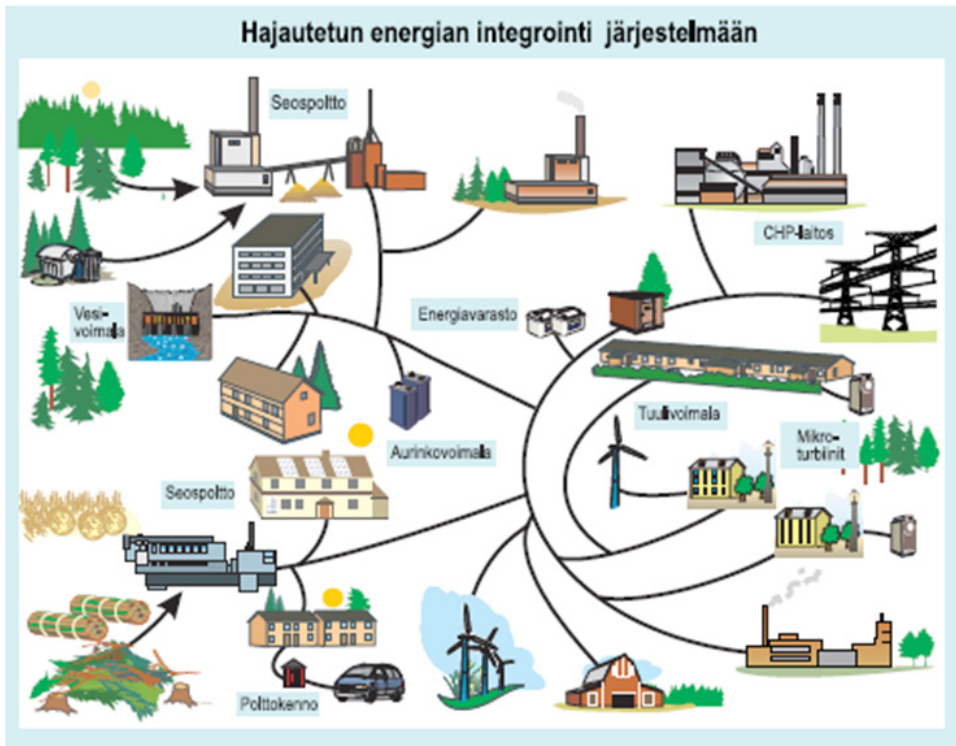 Hajautetun energian integrointi järjestelmään
Seospoltto
CHP-laitos
Vesi-
voimala
Energiavarasto
Tuulivoimala
Mikro-
turbiinit
Aurinkovoimala
Seospoltto
Polttokenno